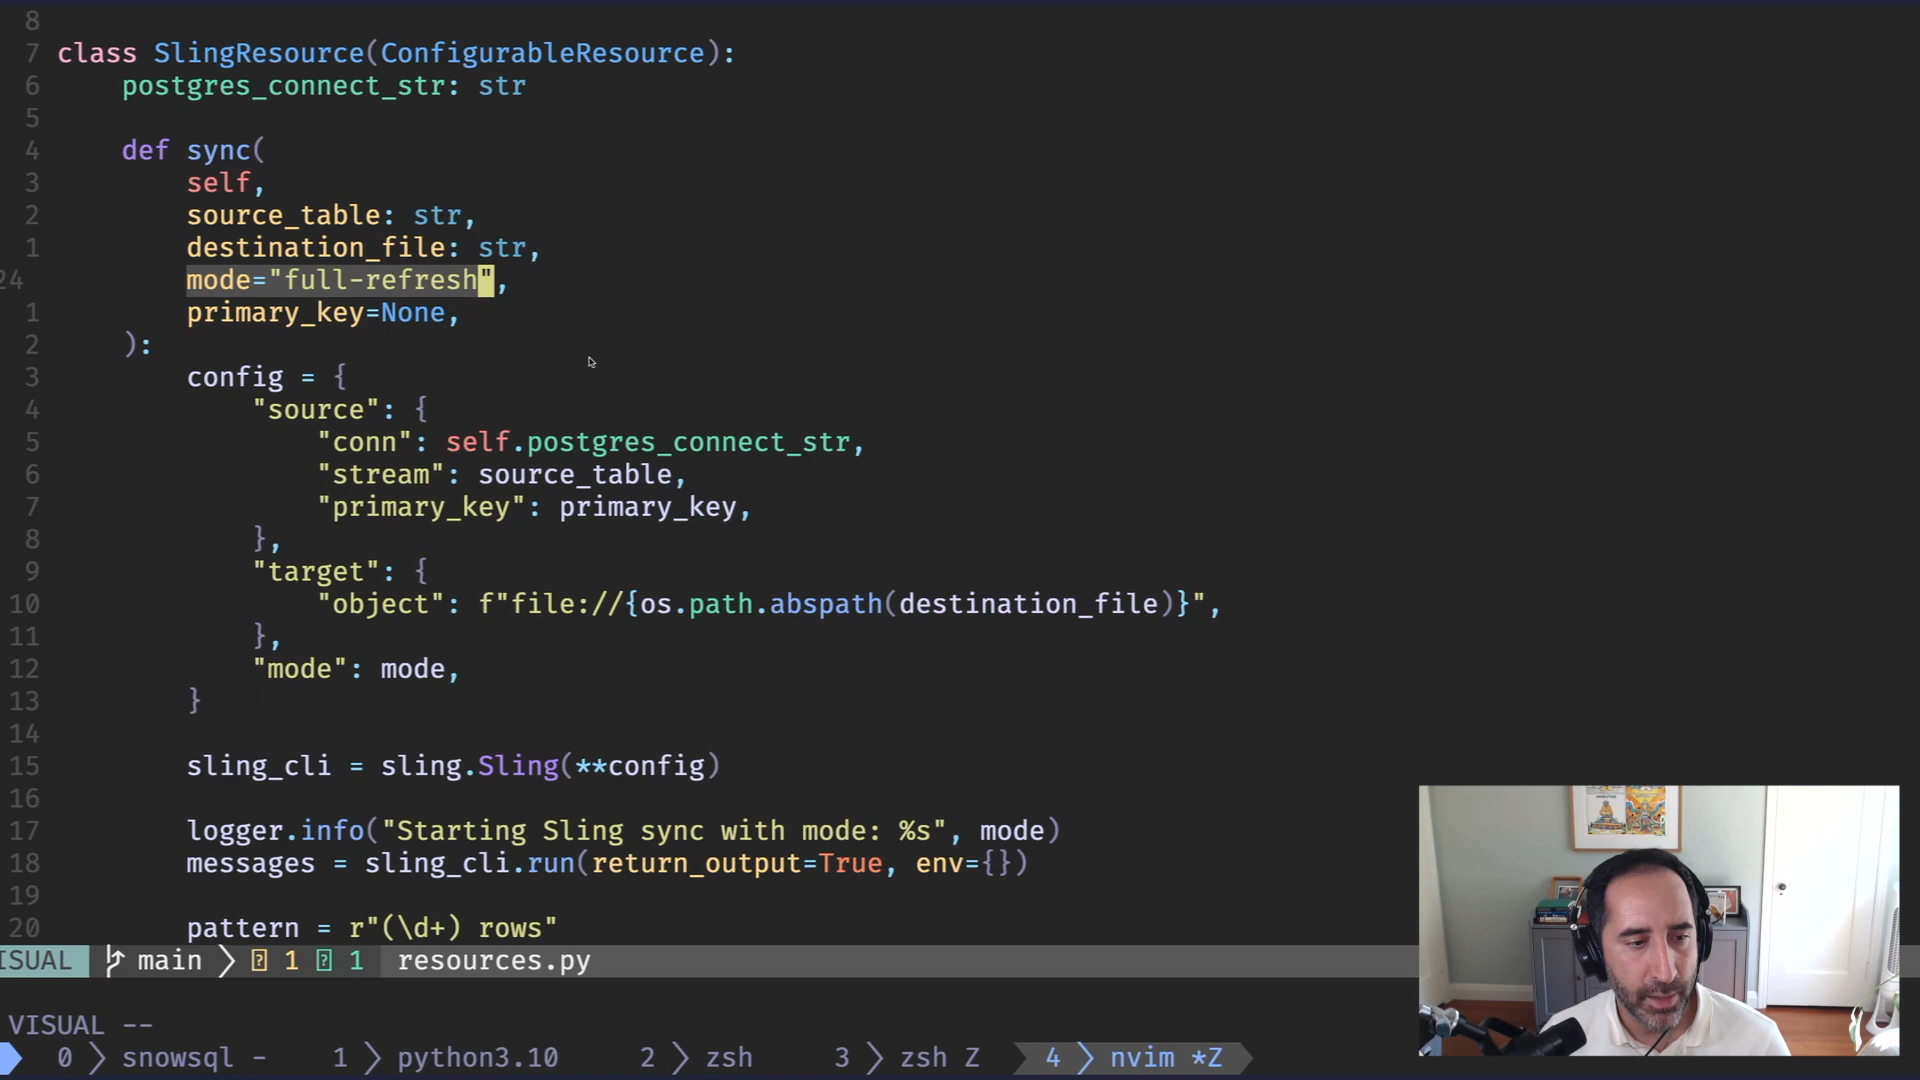 8
7 class SlingResource(ConfigurableResource):
6     postgres_connect_str: str
5
4     def sync(
3         self,
2         source_table: str,
1         destination_file: str,
24         mode="full-refresh",
1         primary_key=None,
2     ):
3         config = {
4             "source": {
5                 "conn": self.postgres_connect_str,
6                 "stream": source_table,
7                 "primary_key": primary_key,
8             },
9             "target": {
10                 "object": f"file://{os.path.abspath(destination_file)}",
11             },
12             "mode": mode,
13         }
14
15         sling_cli = sling.Sling(**config)
16
17         logger.info("Starting Sling sync with mode: %s", mode)
18         messages = sling_cli.run(return_output=True, env={})
19
20         pattern = r"(\d+) rows"
ISUAL main 1 1 resources.py
VISUAL --
0 snowsql - 1 python3.10 2 zsh 3 zsh Z 4 nvim *Z